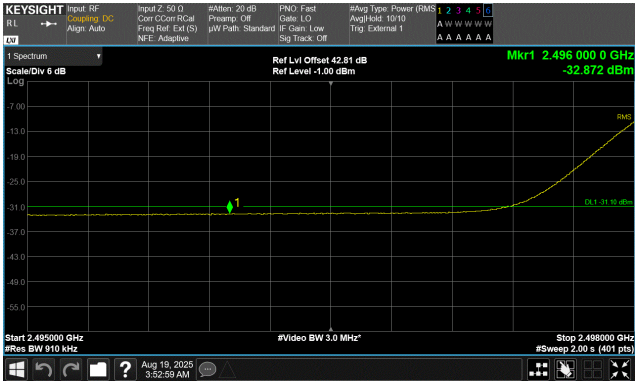 KEYSIGHT Input: RF Input Z: 50 Ω #Atten: 20 dB PNO: Fast #Avg Type: Power (RMS 1 2 3 4 5 6
RL Coupling: DC Corr CCorr RCal Preamp: Off Gate: LO Avg|Hold: 10/10 A W W W W W
Align: Auto Freq Ref: Ext (S) µW Path: Standard IF Gain: Low Trig: External 1
LXI NFE: Adaptive Sig Track: Off A A A A A A
1 Spectrum
Ref Lvl Offset 42.81 dB Mkr1 2.496 000 0 GHz
Scale/Div 6 dB Ref Level -1.00 dBm -32.872 dBm
Log
-7.00
RMS
-13.0
-19.0
-25.0
1
DL1 -31.10 dBm
-31.0
-37.0
-43.0
-49.0
-55.0
Start 2.495000 GHz #Video BW 3.0 MHz* Stop 2.498000 GHz
#Res BW 910 kHz #Sweep 2.00 s (401 pts)
? Aug 19, 2025
3:52:59 AM